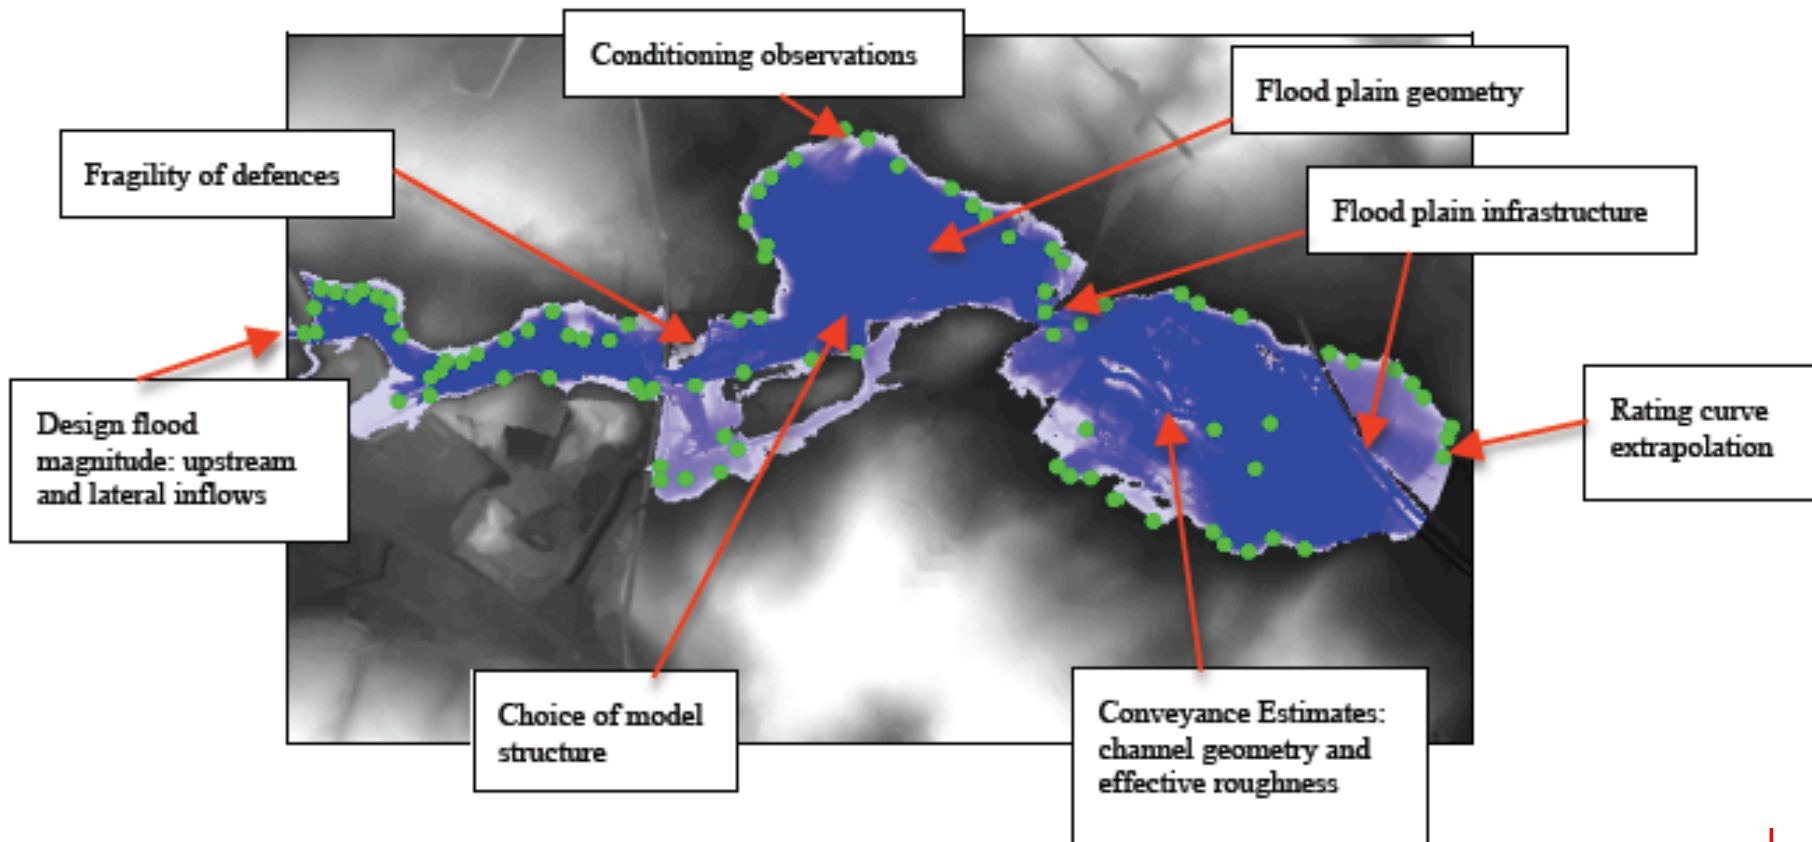 Conditioning observations
Flood plain geometry
Fragility of defences
Flood plain infrastructure
Design flood
magnitude: upstream
and lateral inflows
Rating curve
extrapolation
Choice of model
structure
Conveyance Estimates:
channel geometry and
effective roughness